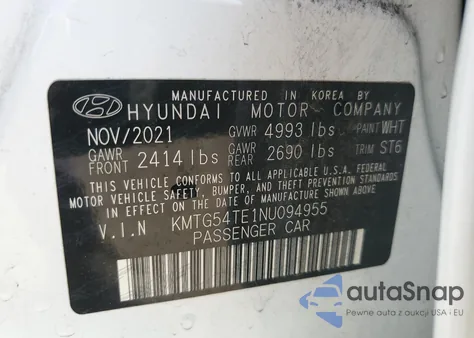 MANUFACTURED IN KOREA BY
HYUNDAI MOTOR COMPANY
NOV/2021 GVWR 4993 lbs. PAINT WHT
GAWR FRONT 2414 lbs GAWR REAR 2690 lbs. TRIM ST6
THIS VEHICLE CONFORMS TO ALL APPLICABLE U.S.A. FEDERAL
MOTOR VEHICLE SAFETY, BUMPER, AND THEFT PREVENTION STANDARDS
IN EFFECT ON THE DATE OF MANUFACTURE SHOWN ABOVE.
V.I.N KMTG54TE1NU094955
PASSENGER CAR
autoSnap
Pewne auta z aukcji USA - EU